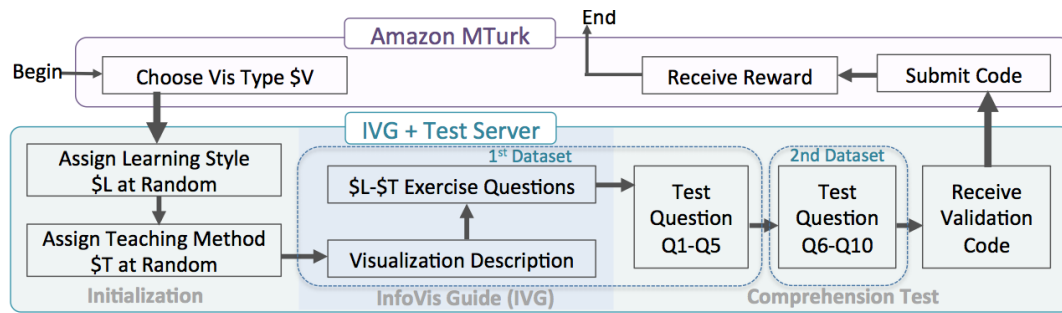 End
Amazon MTurk
Begin
Choose Vis Type $V
Receive Reward
Submit Code
IVG + Test Server
Assign Learning Style
$L at Random
Assign Teaching Method
$T at Random
Initialization
1st Dataset
$L-$T Exercise Questions
Visualization Description
InfoVis Guide (IVG)
Test
Question
Q1-Q5
2nd Dataset
Test
Question
Q6-Q10
Receive
Validation
Code
Comprehension Test